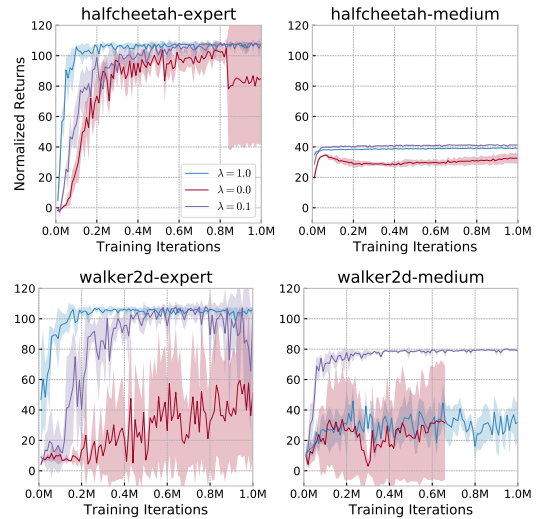 halfcheetah-expert
120
100
80
60
40
20
0
Normalized Returns
λ = 1.0
λ = 0.0
λ = 0.1
0.0M 0.2M 0.4M 0.6M 0.8M 1.0M
Training Iterations
halfcheetah-medium
120
100
80
60
40
20
0
0.0M 0.2M 0.4M 0.6M 0.8M 1.0M
Training Iterations
walker2d-expert
120
100
80
60
40
20
0
0.0M 0.2M 0.4M 0.6M 0.8M 1.0M
Training Iterations
walker2d-medium
120
100
80
60
40
20
0
0.0M 0.2M 0.4M 0.6M 0.8M 1.0M
Training Iterations